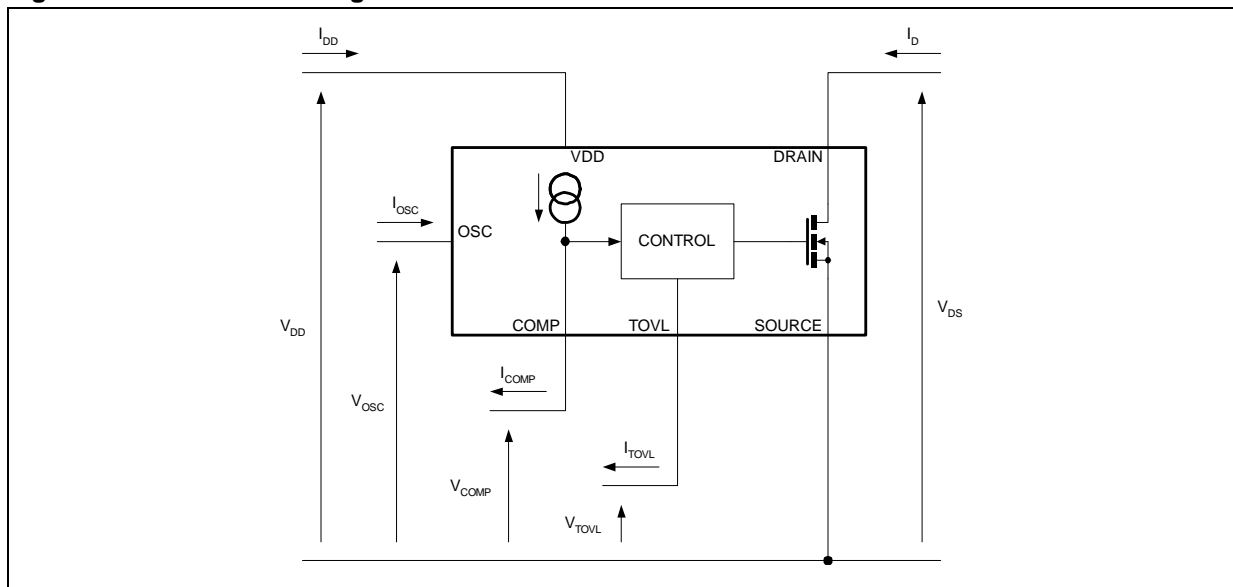 I_DD
I_D
VDD
DRAIN
I_OSC
OSC
CONTROL
V_DS
V_DD
COMP
TOVL
SOURCE
I_COMP
V_OSC
I_TOVL
V_COMP
V_TOVL